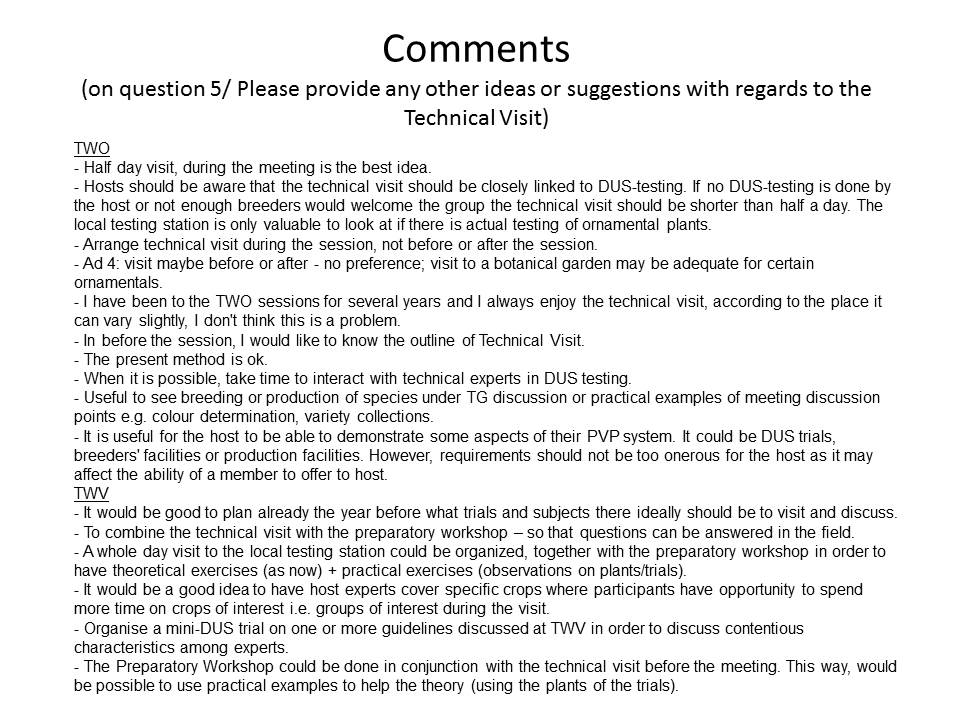 Comments
(on question 5/ Please provide any other ideas or suggestions with regards to the
Technical Visit)
TWO
- Half day visit, during the meeting is the best idea.
- Hosts should be aware that the technical visit should be closely linked to DUS-testing. If no DUS-testing is done by
the host or not enough breeders would welcome the group the technical visit should be shorter than half a day. The
local testing station is only valuable to look at if there is actual testing of ornamental plants.
- Arrange technical visit during the session, not before or after the session.
- Ad 4: visit maybe before or after - no preference; visit to a botanical garden may be adequate for certain
ornamentals.
- I have been to the TWO sessions for several years and I always enjoy the technical visit, according to the place it
can vary slightly, I don't think this is a problem.
- In before the session, I would like to know the outline of Technical Visit.
- The present method is ok.
- When it is possible, take time to interact with technical experts in DUS testing.
- Useful to see breeding or production of species under TG discussion or practical examples of meeting discussion
points e.g. colour determination, variety collections.
- It is useful for the host to be able to demonstrate some aspects of their PVP system. It could be DUS trials,
breeders' facilities or production facilities. However, requirements should not be too onerous for the host as it may
affect the ability of a member to offer to host.
TWV
- It would be good to plan already the year before what trials and subjects there ideally should be to visit and discuss.
- To combine the technical visit with the preparatory workshop – so that questions can be answered in the field.
- A whole day visit to the local testing station could be organized, together with the preparatory workshop in order to
have theoretical exercises (as now) + practical exercises (observations on plants/trials).
- It would be a good idea to have host experts cover specific crops where participants have opportunity to spend
more time on crops of interest i.e. groups of interest during the visit.
- Organise a mini-DUS trial on one or more guidelines discussed at TWV in order to discuss contentious
characteristics among experts.
- The Preparatory Workshop could be done in conjunction with the technical visit before the meeting. This way, would
be possible to use practical examples to help the theory (using the plants of the trials).